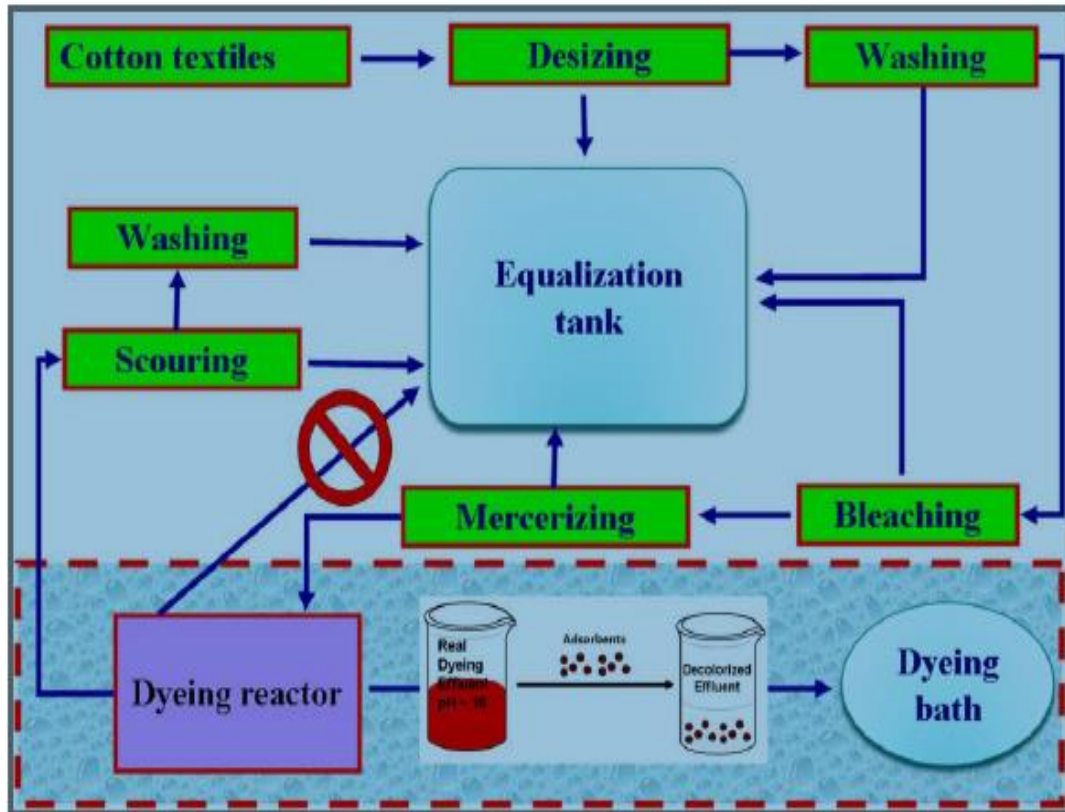 Cotton textiles
Desizing
Washing
Washing
Equalization
tank
Scouring
Mercerizing
Bleaching
Dyeing reactor
Real
Dyeing
Effluent
pH ~
Adsorbents
Decolorized
Effluent
Dyeing
bath